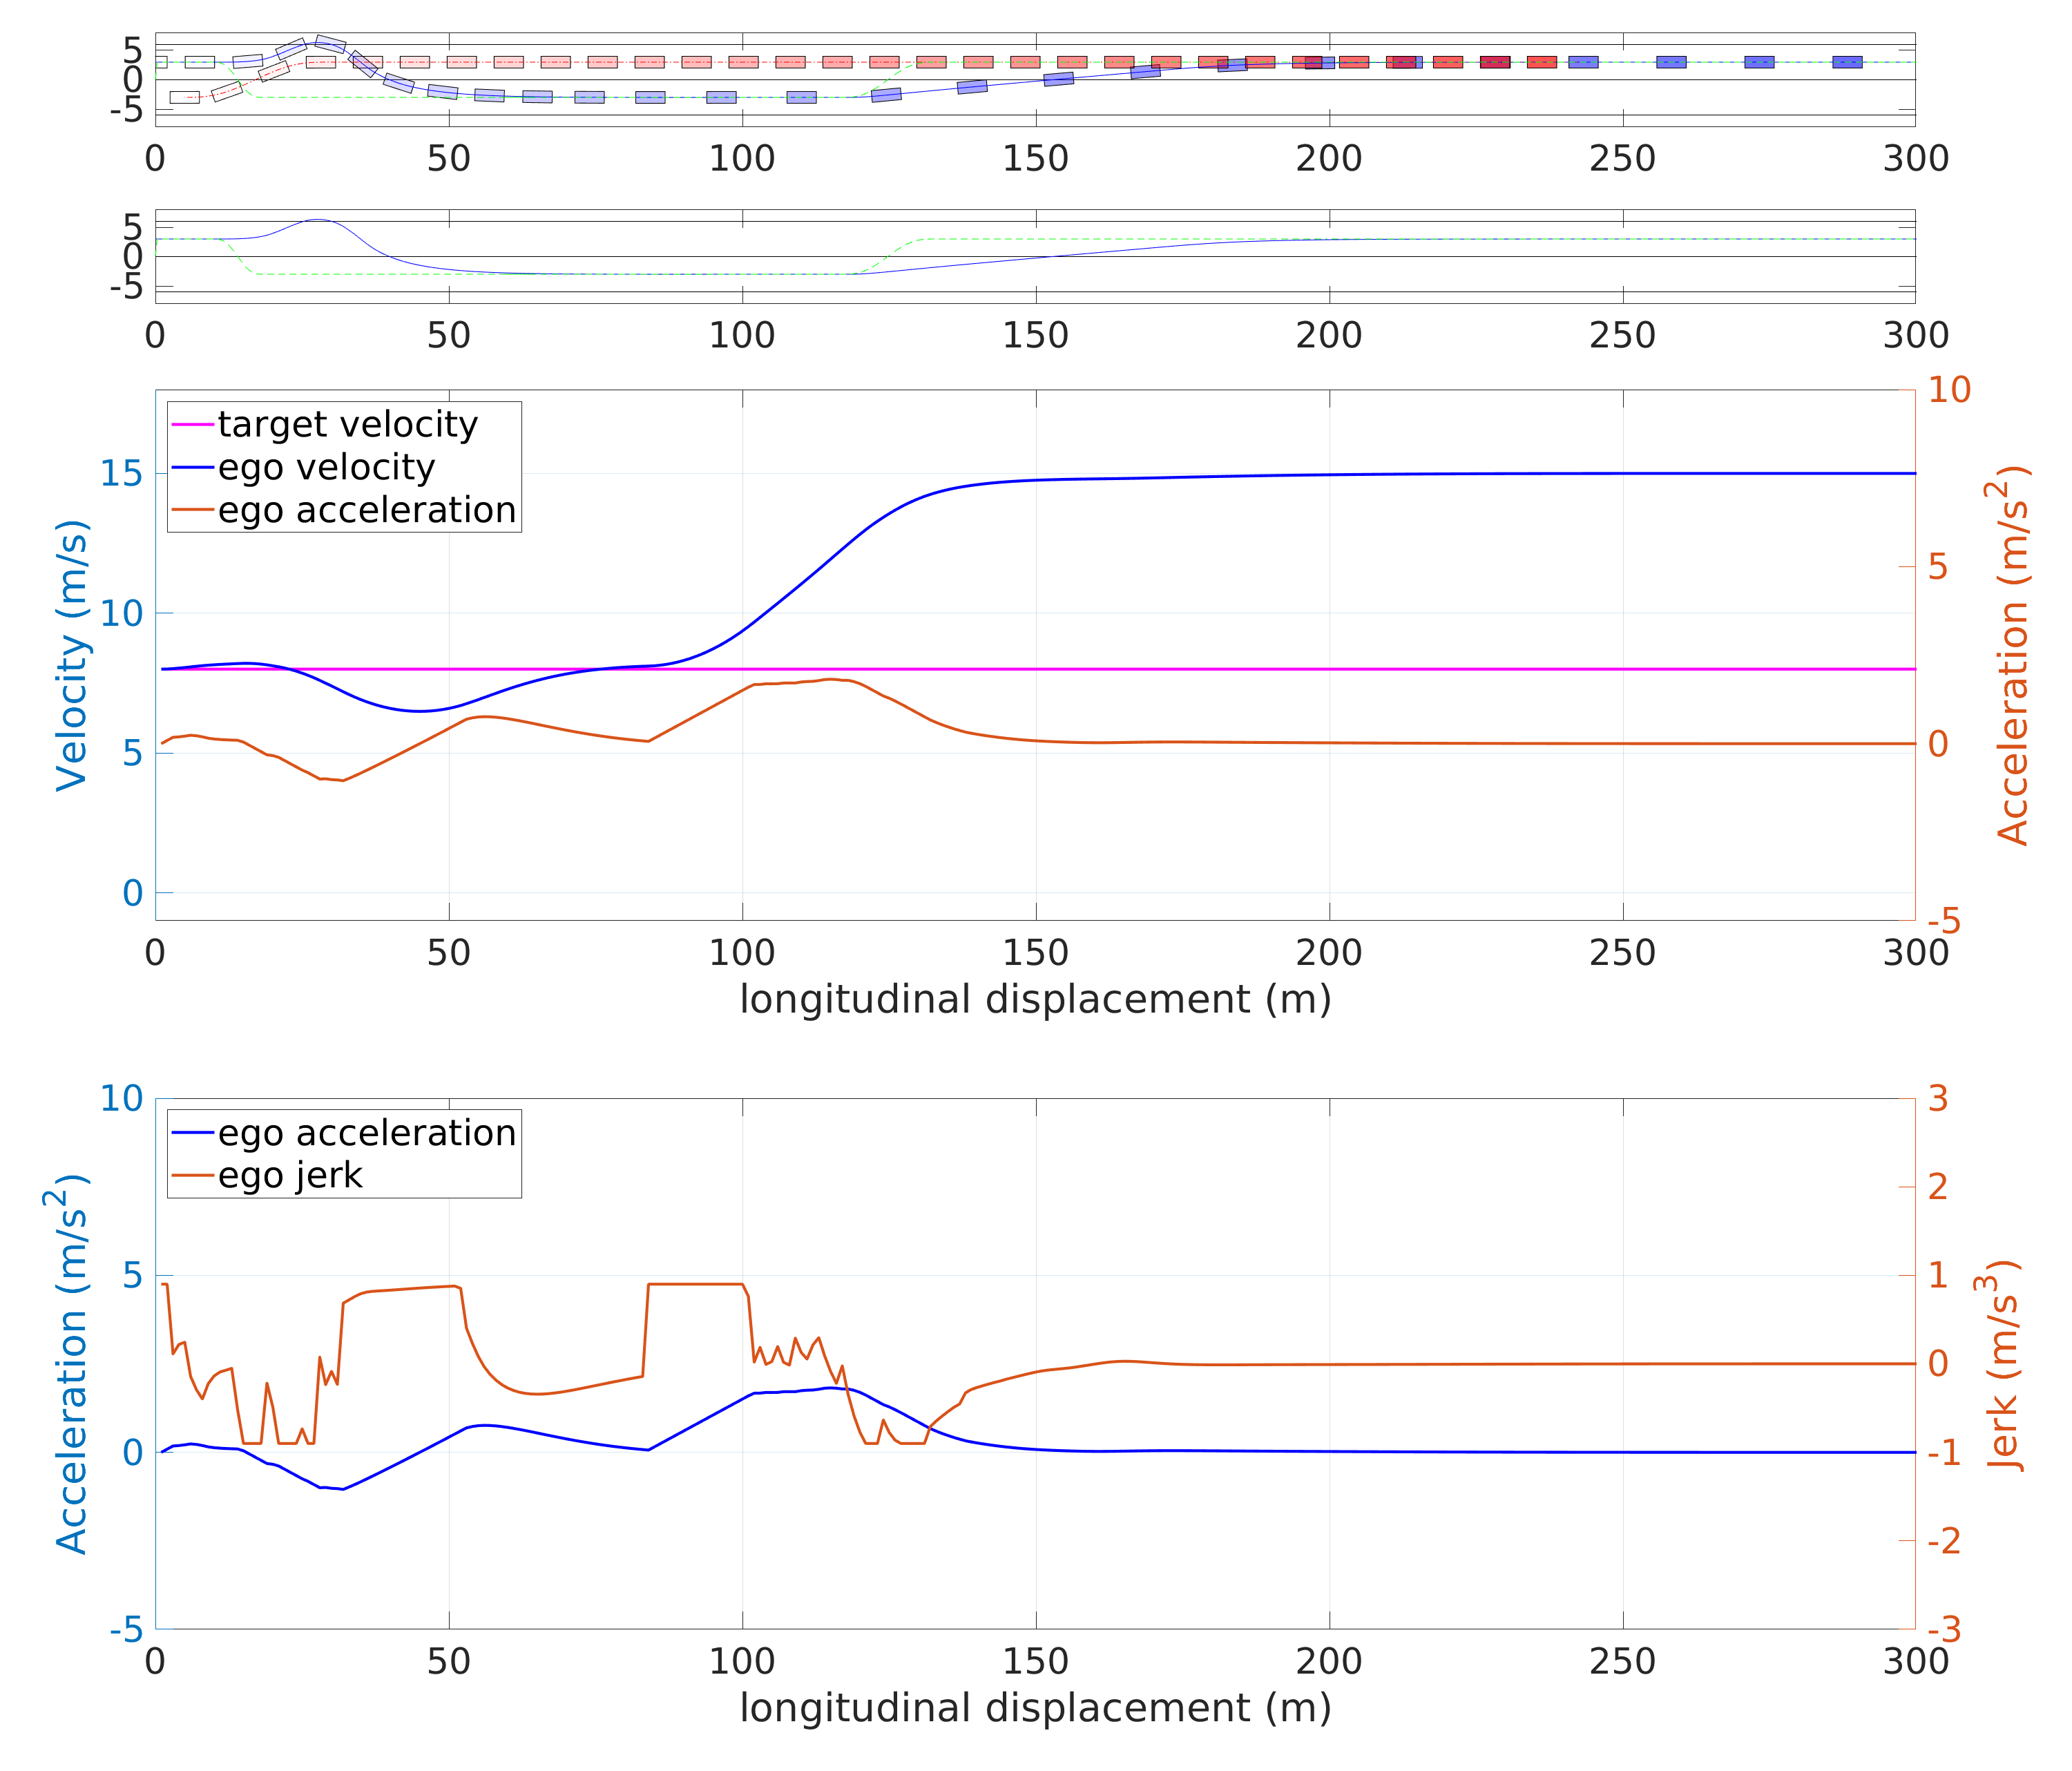 5
0
-5
0 50 100 150 200 250 300
5
0
-5
0 50 100 150 200 250 300
target velocity
ego velocity
ego acceleration
Velocity (m/s)
15
10
5
0
Acceleration (m/s²)
10
5
0
-5
0 50 100 150 200 250 300
longitudinal displacement (m)
ego acceleration
ego jerk
Acceleration (m/s²)
10
5
0
-5
Jerk (m/s³)
3
2
1
0
-1
-2
-3
0 50 100 150 200 250 300
longitudinal displacement (m)